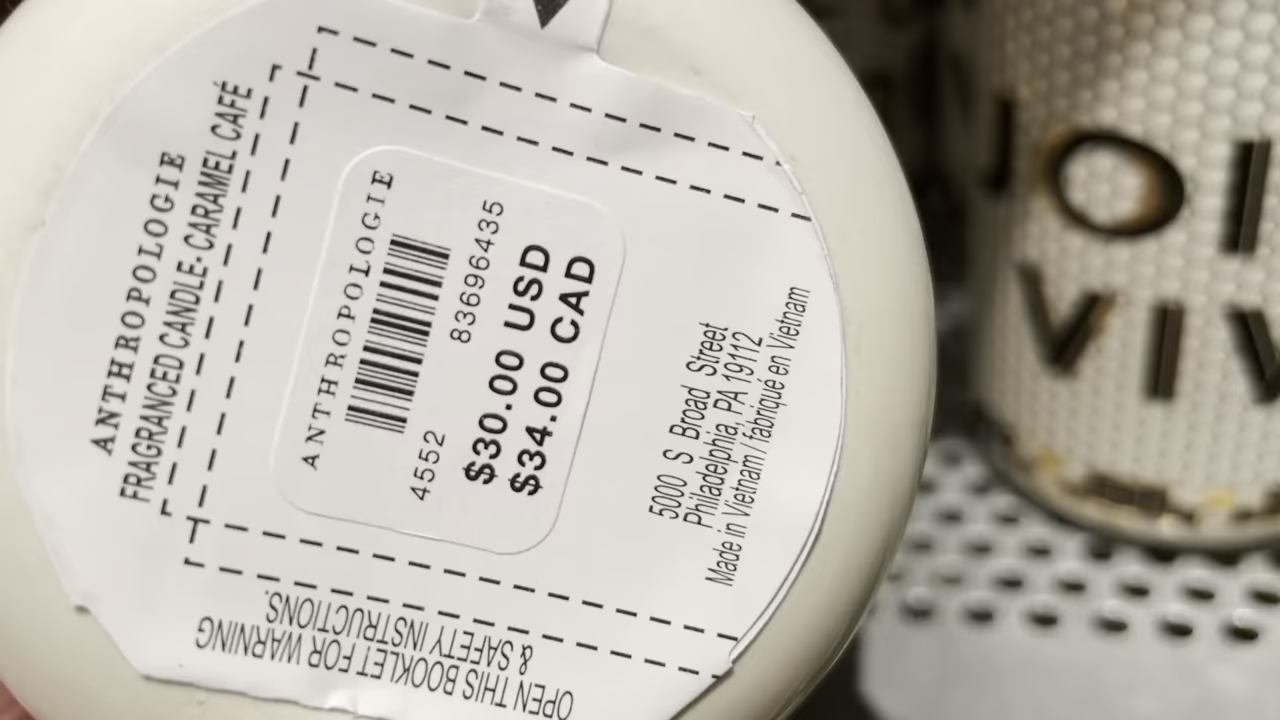 ANTHROPOLOGIE
FRAGRANCED CANDLE- CARAMEL CAFÉ
ANTHROPOLOGIE
4552 83696435
$30.00 USD
$34.00 CAD
5000 S Broad Street
Philadelphia, PA 19112
Made in Vietnam / fabriqué en Vietnam
OPEN THIS BOOKLET FOR WARNING
& SAFETY INSTRUCTIONS.
JOI
VIV